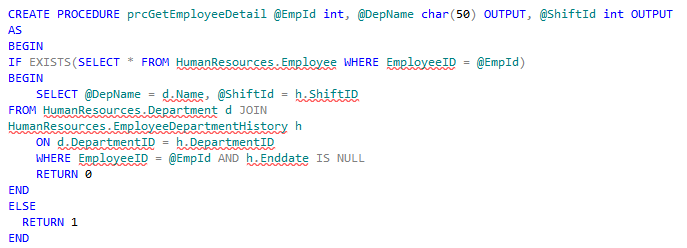 CREATE PROCEDURE prcGetEmployeeDetail @EmpId int, @DepName char(50) OUTPUT, @ShiftId int OUTPUT
AS
BEGIN
IF EXISTS(SELECT * FROM HumanResources.Employee WHERE EmployeeID = @EmpId)
BEGIN
    SELECT @DepName = d.Name, @ShiftId = h.ShiftID
FROM HumanResources.Department d JOIN
HumanResources.EmployeeDepartmentHistory h
    ON d.DepartmentID = h.DepartmentID
    WHERE EmployeeID = @EmpId AND h.Enddate IS NULL
    RETURN 0
END
ELSE
  RETURN 1
END